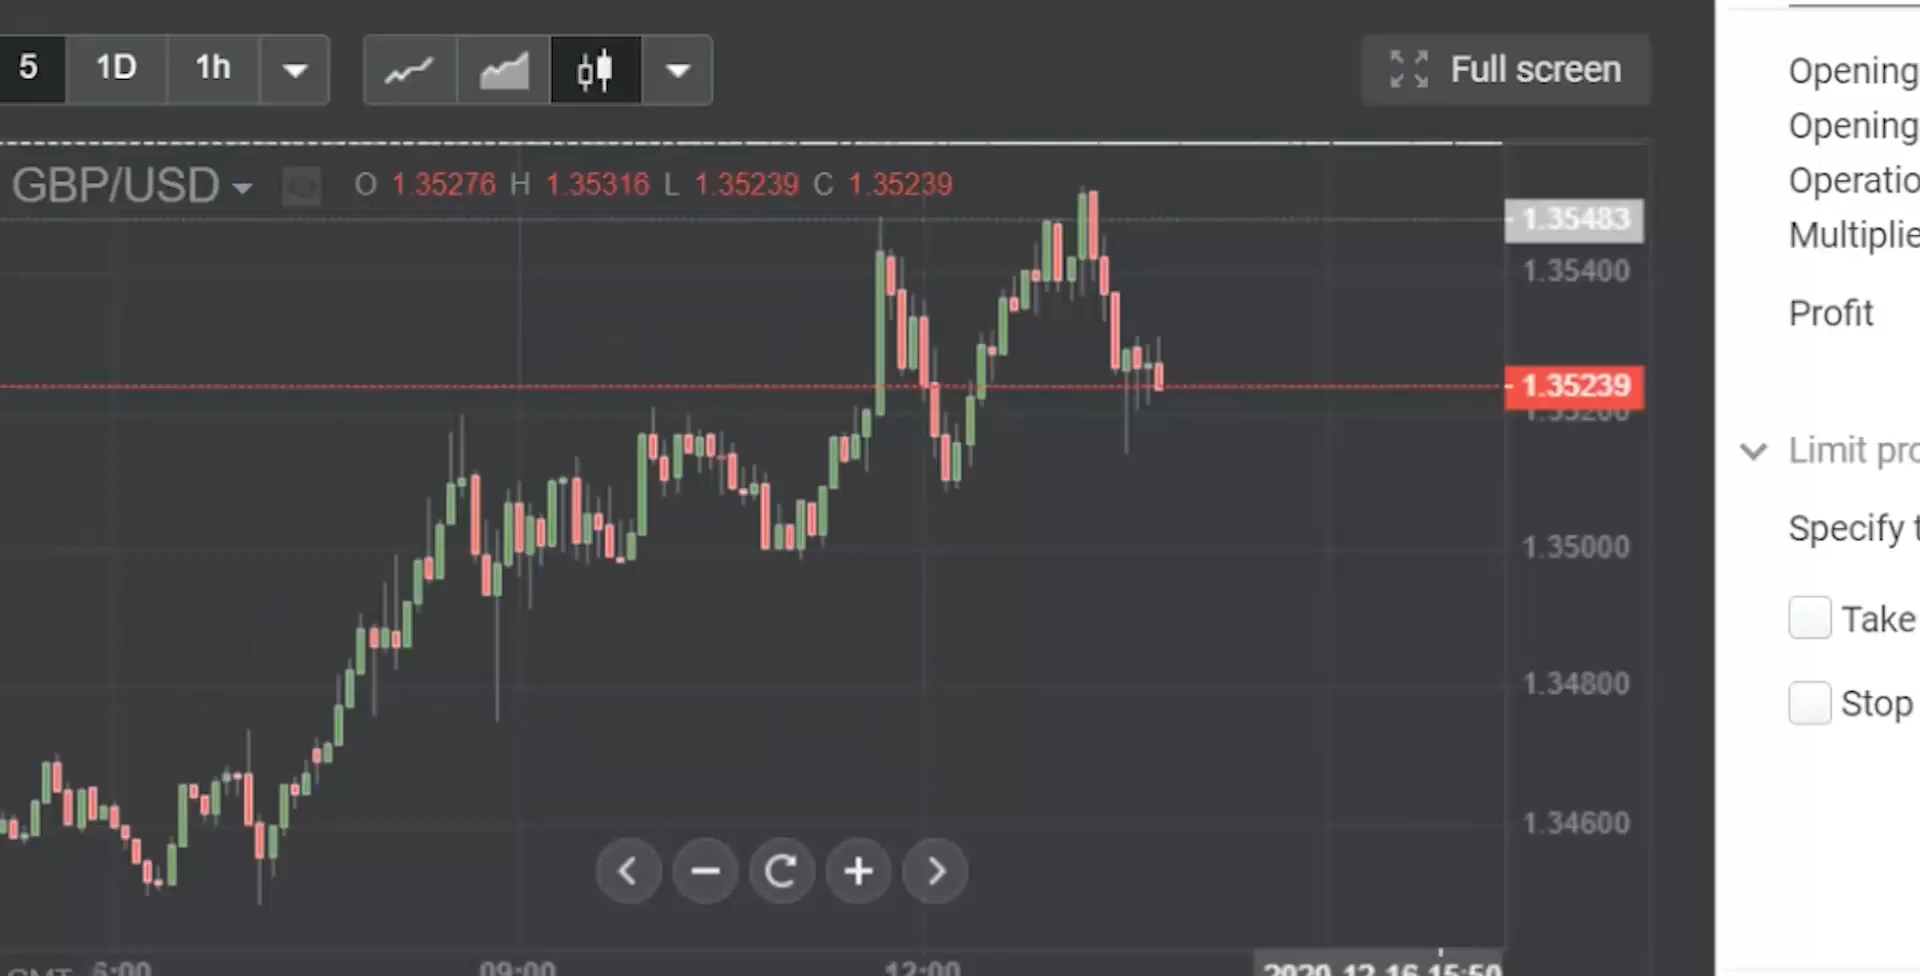 5 1D 1h Full screen
GBP/USD O 1.35276 H 1.35316 L 1.35239 C 1.35239
1.35483
1.35400
1.35239
1.35200
1.35000
1.34800
1.34600
GMT 6:00 09:00 12:00 2020-12-16 15:50
Opening
Opening
Operatio
Multiplie
Profit
Limit pro
Specify t
Take
Stop